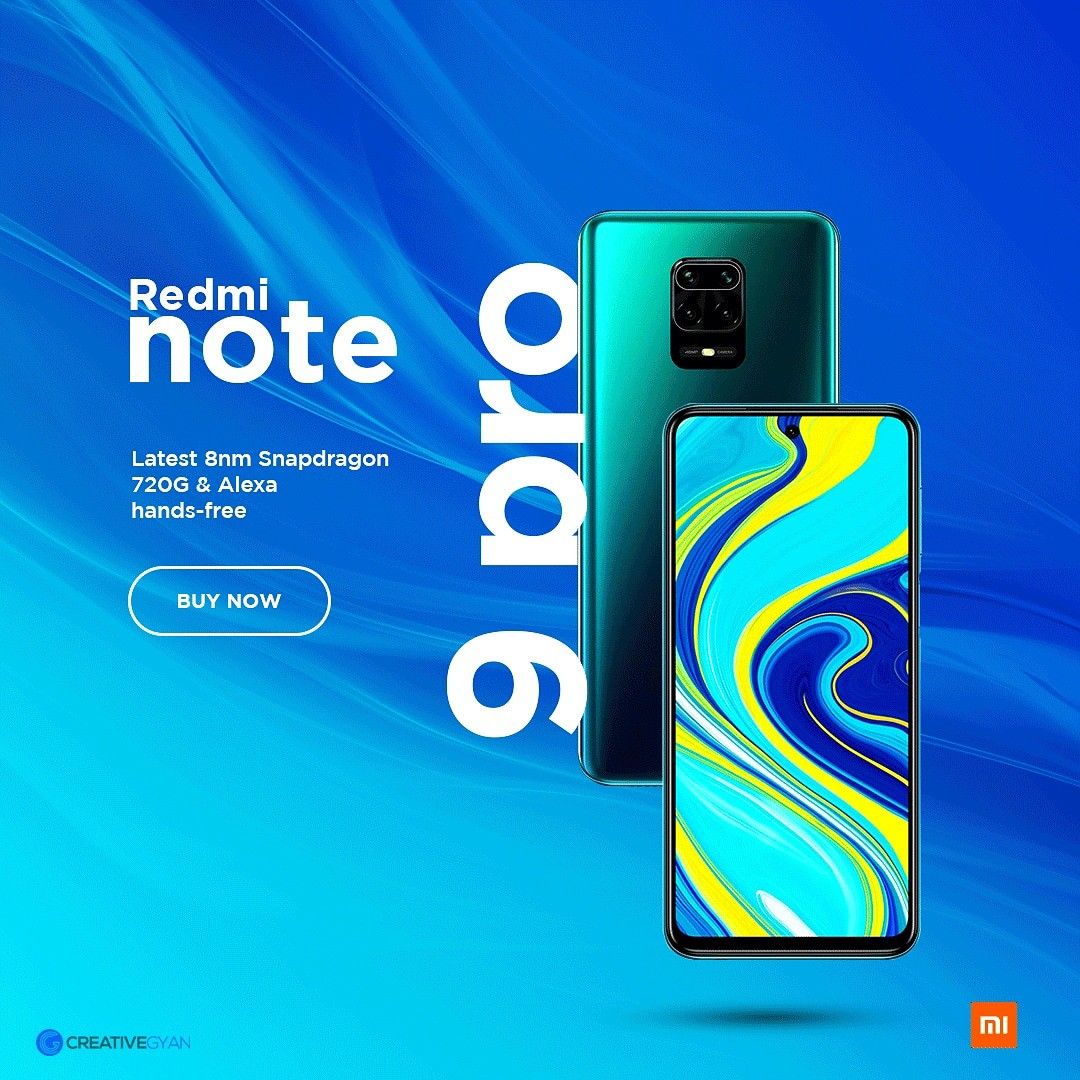 Redmi
note
9 pro
Latest 8nm Snapdragon
720G & Alexa
hands-free
BUY NOW
CREATIVEGYAN
mi